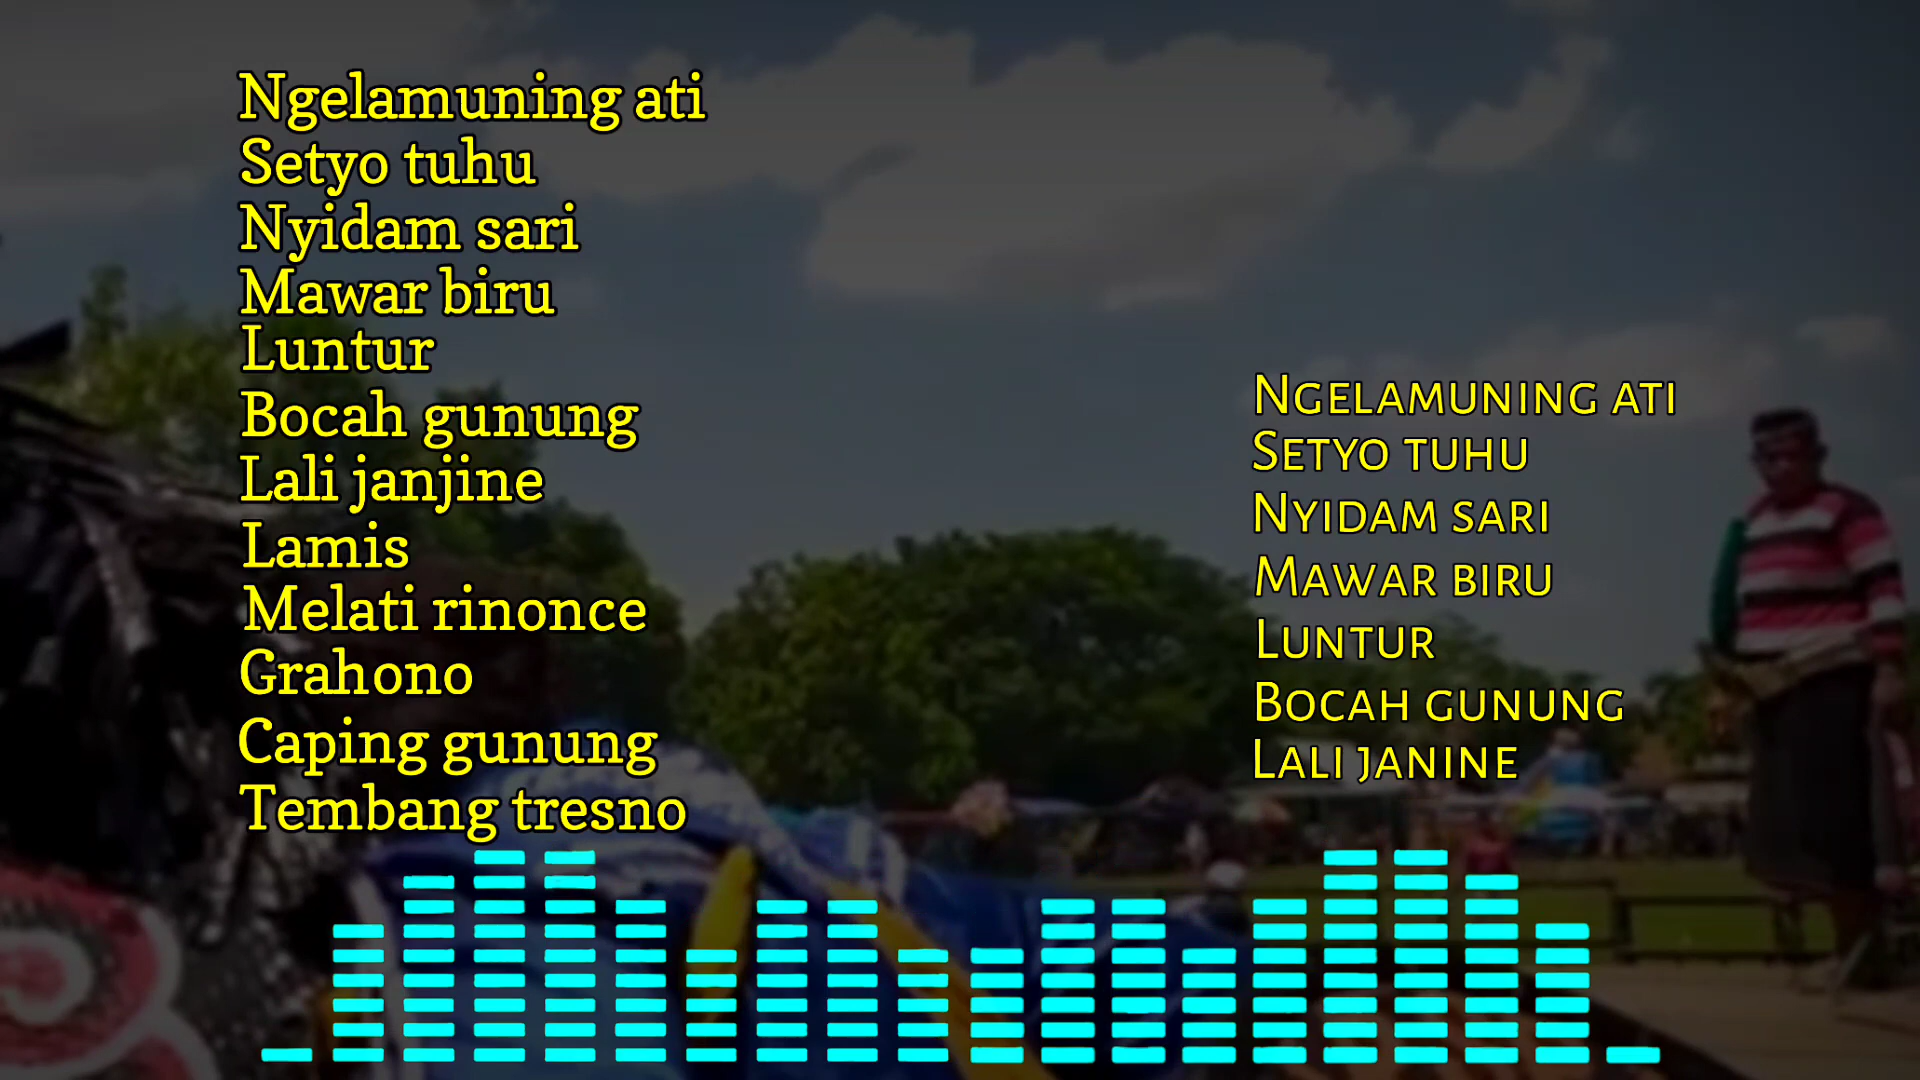 Ngelamuning ati
Setyo tuhu
Nyidam sari
Mawar biru
Luntur
Bocah gunung
Lali janjine
Lamis
Melati rinonce
Grahono
Caping gunung
Tembang tresno
Ngelamuning ati
Setyo tuhu
Nyidam sari
Mawar biru
Luntur
Bocah gunung
Lali janine